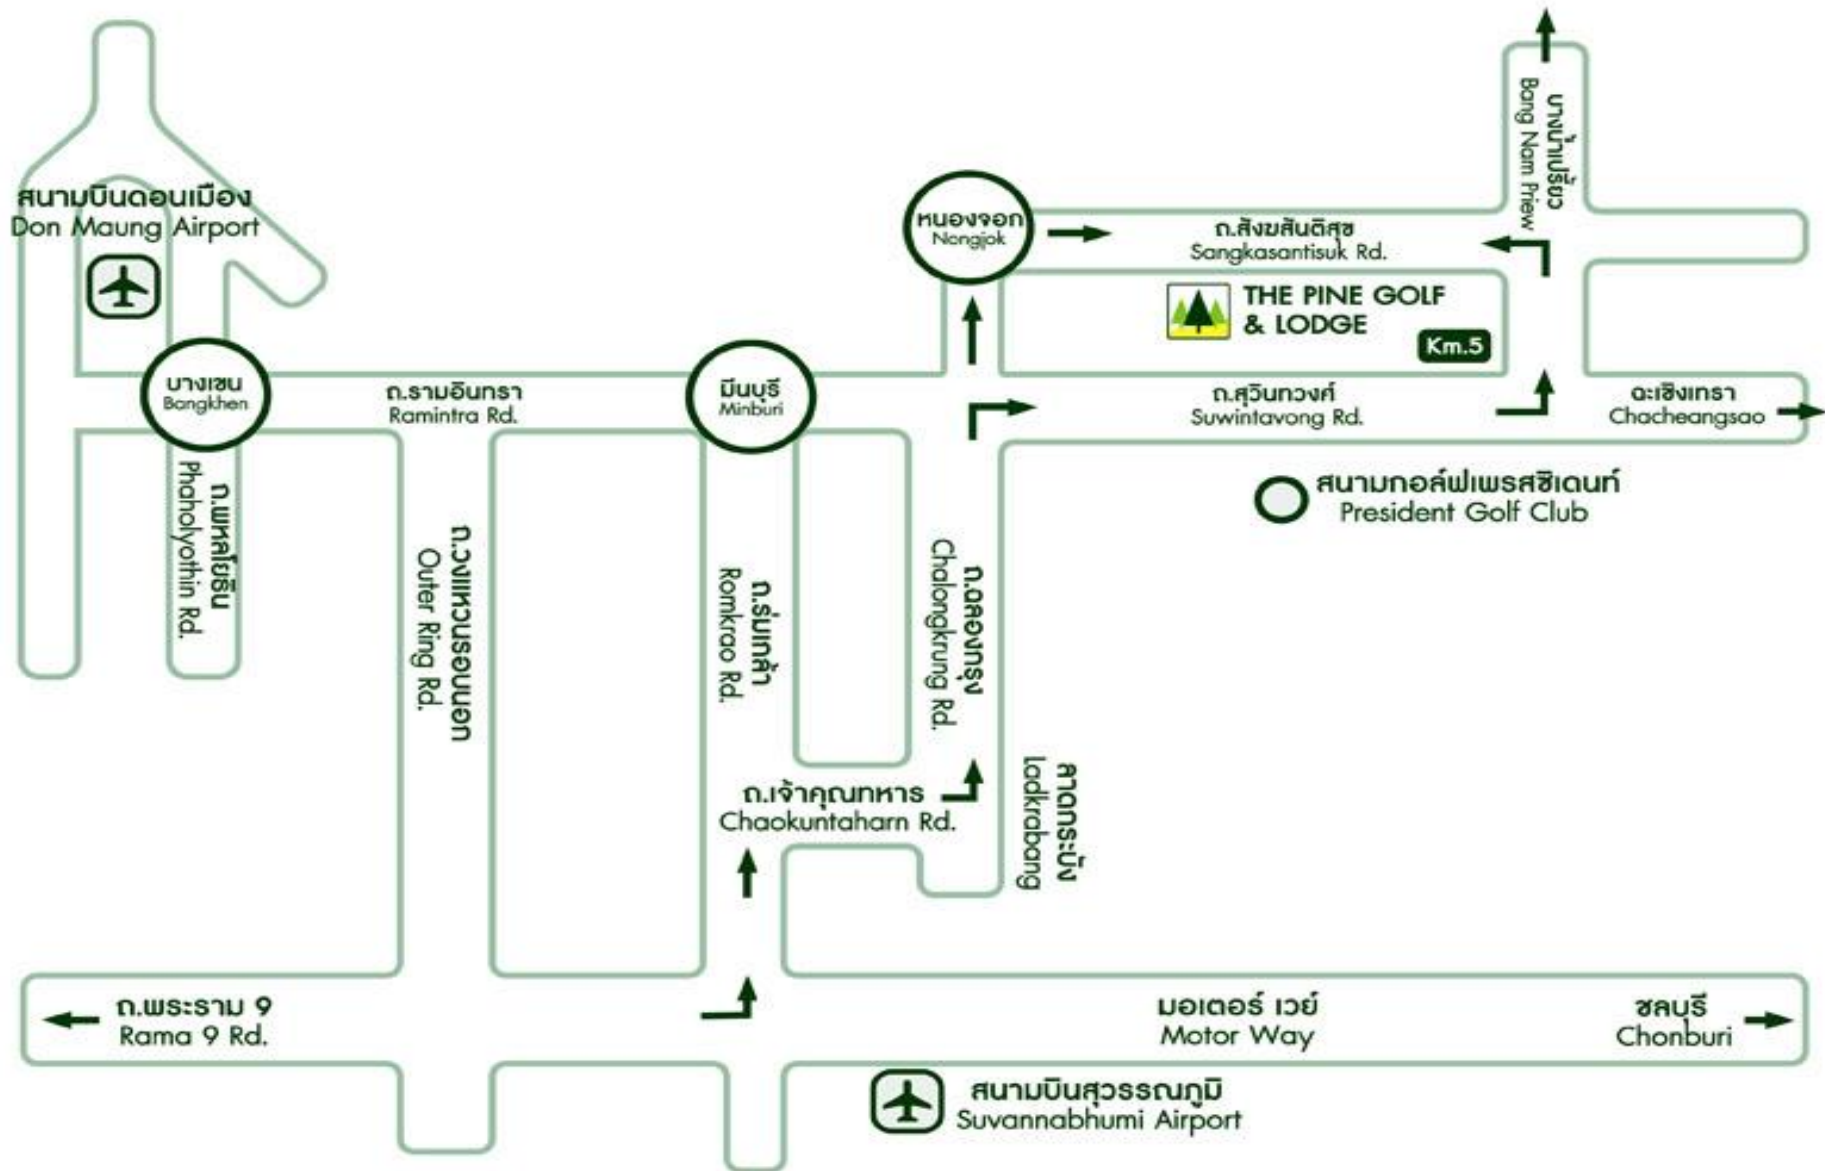 สนามบินดอนเมือง
Don Maung Airport
บางเขน
Bangkhen
ถ.รามอินทรา
Ramintra Rd.
มีนบุรี
Minburi
หนองจอก
Nongjok
ถ.สังฆสันติสุข
Sangkasantisuk Rd.
บางน้ำเปรี้ยว
Bang Nam Priew
THE PINE GOLF
& LODGE
Km.5
ถ.สุวินทวงศ์
Suwintavong Rd.
ฉะเชิงเทรา
Chacheangsao
สนามกอล์ฟเพรสซิเดนท์
President Golf Club
ถ.พหลโยธิน
Phaholyothin Rd.
ถ.วงแหวนรอบนอก
Outer Ring Rd.
ถ.ร่มเกล้า
Romkrao Rd.
ถ.ฉลองกรุง
Chalongkrung Rd.
ลาดกระบัง
Ladkrabang
ถ.เจ้าคุณทหาร
Chaokuntaharn Rd.
ถ.พระราม 9
Rama 9 Rd.
มอเตอร์ เวย์
Motor Way
ชลบุรี
Chonburi
สนามบินสุวรรณภูมิ
Suvannabhumi Airport